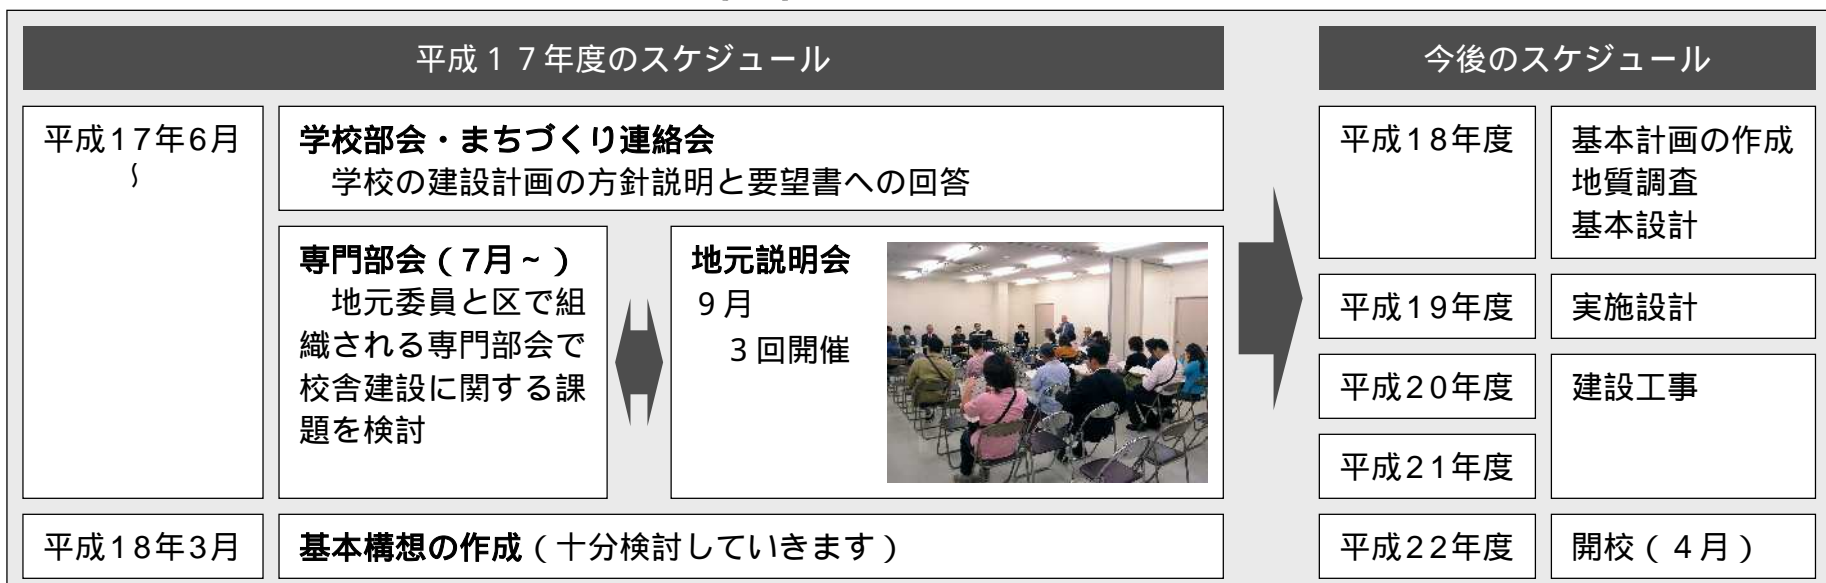 平成１７年度のスケジュール
平成17年6月
～
学校部会・まちづくり連絡会
学校の建設計画の方針説明と要望書への回答
専門部会（7月～）
地元委員と区で組
織される専門部会で
校舎建設に関する課
題を検討
地元説明会
９月
３回開催
平成18年3月
基本構想の作成（十分検討していきます）
今後のスケジュール
平成18年度
基本計画の作成
地質調査
基本設計
平成19年度
実施設計
平成20年度
建設工事
平成21年度
平成22年度
開校（４月）